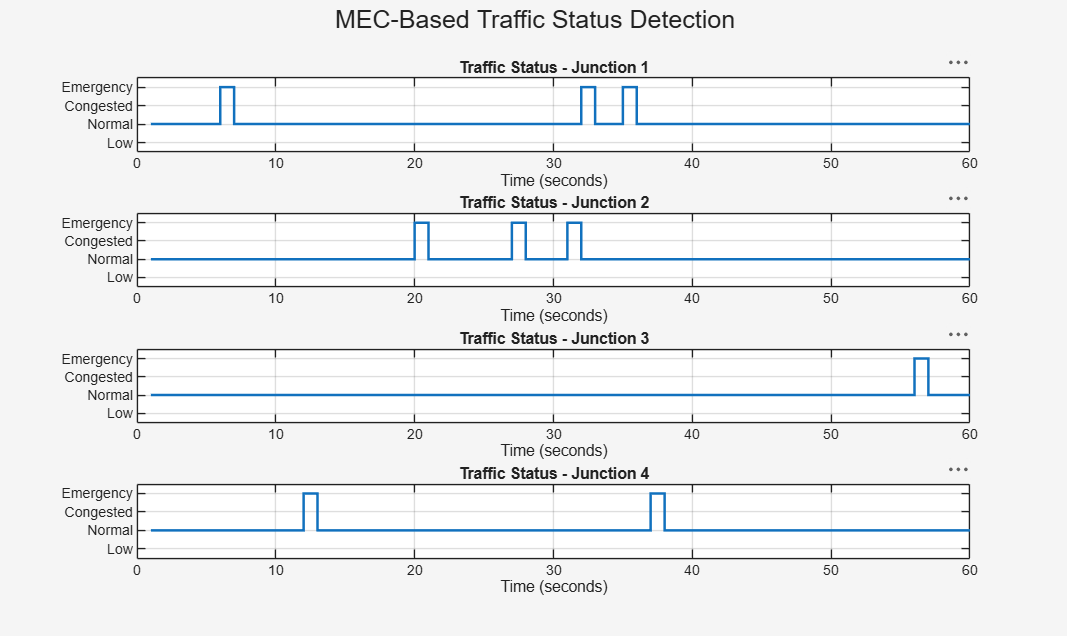 MEC-Based Traffic Status Detection
Traffic Status - Junction 1
Emergency
Congested
Normal
Low
0 10 20 30 40 50 60
Time (seconds)
Traffic Status - Junction 2
Emergency
Congested
Normal
Low
0 10 20 30 40 50 60
Time (seconds)
Traffic Status - Junction 3
Emergency
Congested
Normal
Low
0 10 20 30 40 50 60
Time (seconds)
Traffic Status - Junction 4
Emergency
Congested
Normal
Low
0 10 20 30 40 50 60
Time (seconds)